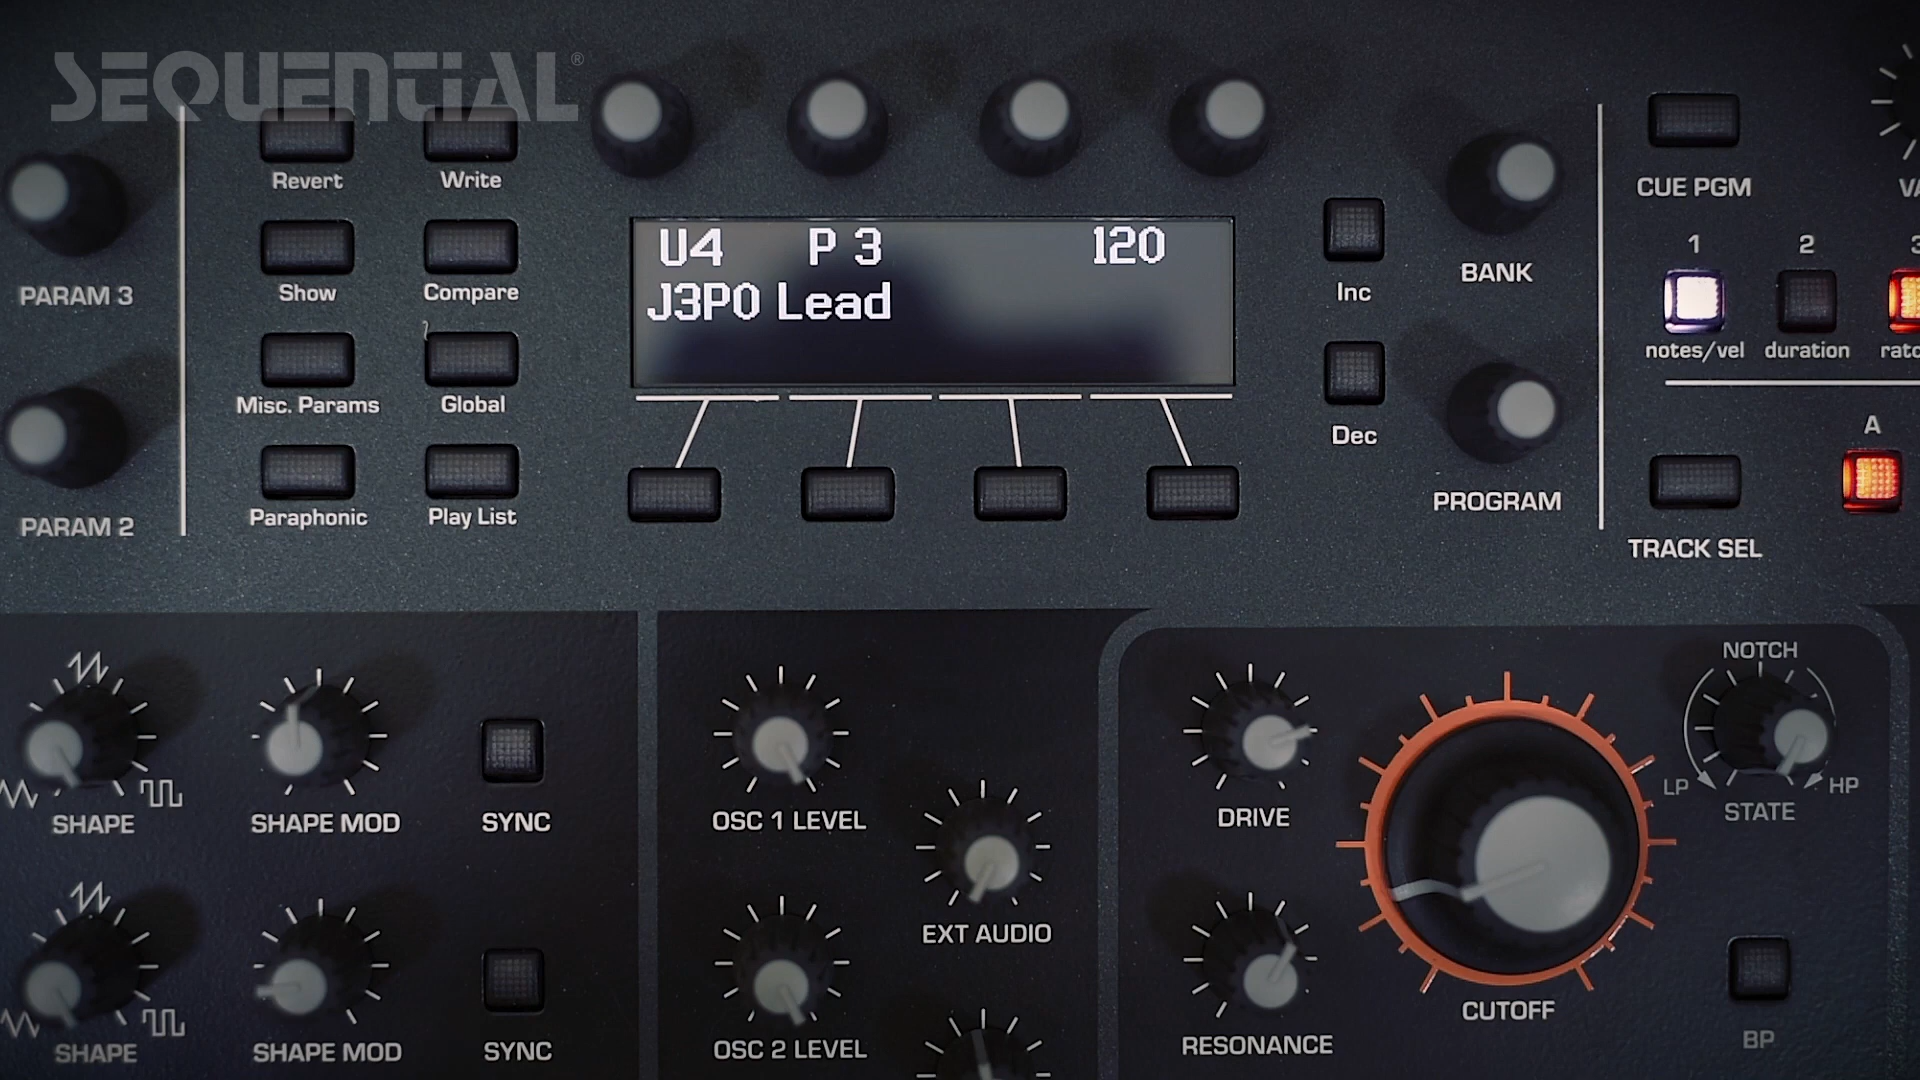 SEQUENTIAL®
Revert
Write
Show
Compare
Misc. Params
Global
Paraphonic
Play List
PARAM 3
PARAM 2
U4 P 3 120
J3PO Lead
Inc
Dec
BANK
PROGRAM
CUE PGM
1 2 3
notes/vel duration
A
TRACK SEL
SHAPE
SHAPE MOD
SYNC
OSC 1 LEVEL
EXT AUDIO
DRIVE
NOTCH
LP
HP
STATE
CUTOFF
SHAPE
SHAPE MOD
SYNC
OSC 2 LEVEL
RESONANCE
BP